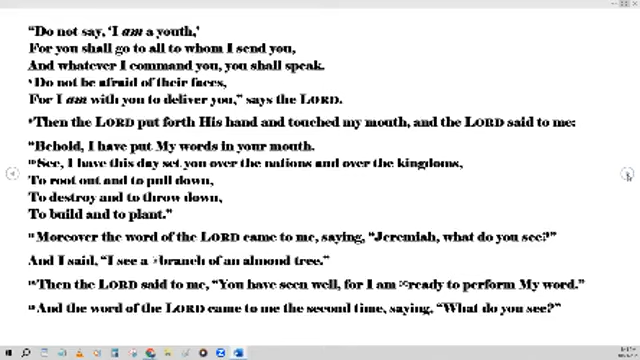 “Do not say, ‘I am a youth,’
For you shall go to all to whom I send you,
And whatever I command you, you shall speak.
Do not be afraid of their faces,
For I am with you to deliver you,” says the LORD.
Then the LORD put forth His hand and touched my mouth, and the LORD said to me:
“Behold, I have put My words in your mouth.
See, I have this day set you over the nations and over the kingdoms,
To root out and to pull down,
To destroy and to throw down,
To build and to plant.”
Moreover the word of the LORD came to me, saying, “Jeremiah, what do you see?”
And I said, “I see a branch of an almond tree.”
Then the LORD said to me, “You have seen well, for I am ready to perform My word.”
And the word of the LORD came to me the second time, saying, “What do you see?”